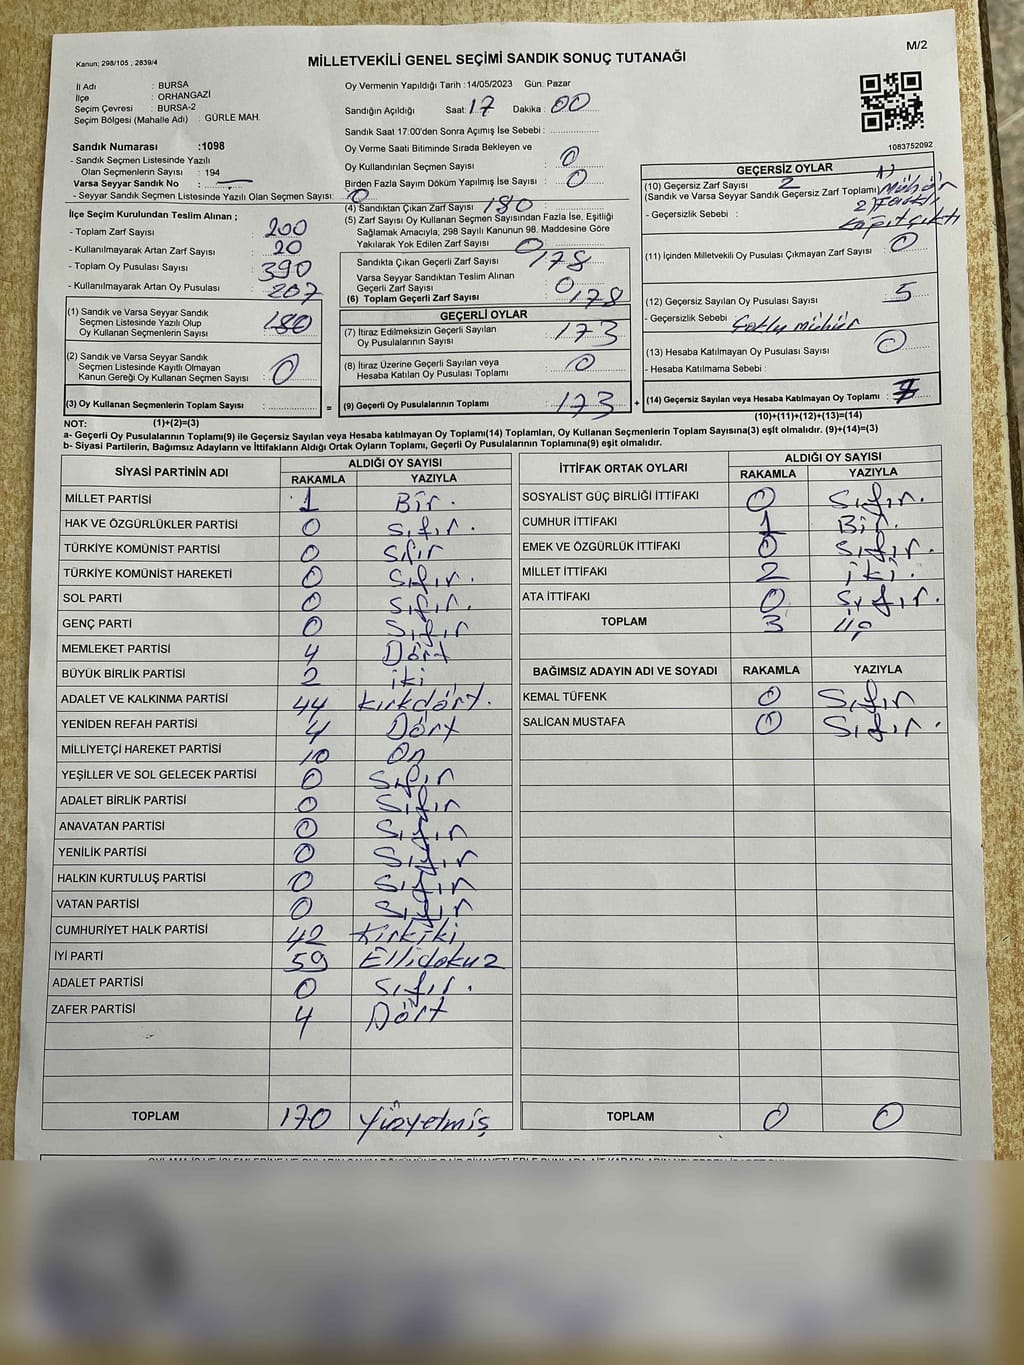 M/2
Kanun; 298/105 , 2839/4
MİLLETVEKİLİ GENEL SEÇİMİ SANDIK SONUÇ TUTANAĞI
İl Adı : BURSA
İlçe : ORHANGAZİ
Seçim Çevresi : BURSA-2
Seçim Bölgesi (Mahalle Adı) : GÜRLE MAH.
Sandık Numarası :1098
- Sandık Seçmen Listesinde Yazılı
Olan Seçmenlerin Sayısı : 194
Varsa Seyyar Sandık No : —
- Seyyar Sandık Seçmen Listesinde Yazılı Olan Seçmen Sayısı: 0
İlçe Seçim Kurulundan Teslim Alınan ;
- Toplam Zarf Sayısı : 200
- Kullanılmayarak Artan Zarf Sayısı : 20
- Toplam Oy Pusulası Sayısı : 390
- Kullanılmayarak Artan Oy Pusulası : 207
(1) Sandık ve Varsa Seyyar Sandık
Seçmen Listesinde Yazılı Olup
Oy Kullanan Seçmenlerin Sayısı : 180
(2) Sandık ve Varsa Seyyar Sandık
Seçmen Listesinde Kayıtlı Olmayan
Kanun Gereği Oy Kullanan Seçmen Sayısı : 0
(3) Oy Kullanan Seçmenlerin Toplam Sayısı :
Oy Vermenin Yapıldığı Tarih :14/05/2023 Gün: Pazar
Sandığın Açıldığı Saat: 17 Dakika : 00
Sandık Saat 17:00'den Sonra Açımış İse Sebebi :
Oy Verme Saati Bitiminde Sırada Bekleyen ve
Oy Kullandırılan Seçmen Sayısı : 0
Birden Fazla Sayım Döküm Yapılmış İse Sayısı : 0
(4) Sandıktan Çıkan Zarf Sayısı : 180
(5) Zarf Sayısı Oy Kullanan Seçmen Sayısından Fazla İse, Eşitliği
Sağlamak Amacıyla, 298 Sayılı Kanunun 98. Maddesine Göre
Yakılarak Yok Edilen Zarf Sayısı : 0
Sandıkta Çıkan Geçerli Zarf Sayısı : 178
Varsa Seyyar Sandıktan Teslim Alınan
Geçerli Zarf Sayısı : 0
(6) Toplam Geçerli Zarf Sayısı : 178
GEÇERLİ OYLAR
(7) İtiraz Edilmeksizin Geçerli Sayılan
Oy Pusulalarının Sayısı : 173
(8) İtiraz Üzerine Geçerli Sayılan veya
Hesaba Katılan Oy Pusulası Toplamı : 0
= (9) Geçerli Oy Pusulalarının Toplamı : 173
1083752092
GEÇERSİZ OYLAR
(10) Geçersiz Zarf Sayısı : 2
(Sandık ve Varsa Seyyar Sandık Geçersiz Zarf Toplamı)
1) Mühür
- Geçersizlik Sebebi : 2) Farklı
kağıt çıktı
(11) İçinden Milletvekili Oy Pusulası Çıkmayan Zarf Sayısı : 0
(12) Geçersiz Sayılan Oy Pusulası Sayısı : 5
- Geçersizlik Sebebi : Çoklu mühür
(13) Hesaba Katılmayan Oy Pusulası Sayısı : 0
- Hesaba Katılmama Sebebi :
+ (14) Geçersiz Sayılan veya Hesaba Katılmayan Oy Toplamı : 7
NOT: (1)+(2)=(3)
(10)+(11)+(12)+(13)=(14)
a- Geçerli Oy Pusulalarının Toplamı(9) ile Geçersiz Sayılan veya Hesaba katılmayan Oy Toplamı(14) Toplamları, Oy Kullanan Seçmenlerin Toplam Sayısına(3) eşit olmalıdır. (9)+(14)=(3)
b- Siyasi Partilerin, Bağımsız Adayların ve İttifakların Aldığı Ortak Oyların Toplamı, Geçerli Oy Pusulalarının Toplamına(9) eşit olmalıdır.
SİYASİ PARTİNİN ADI
ALDIĞI OY SAYISI
RAKAMLA YAZIYLA
MİLLET PARTİSİ 1 Bir.
HAK VE ÖZGÜRLÜKLER PARTİSİ 0 Sıfır.
TÜRKİYE KOMÜNİST PARTİSİ 0 Sıfır
TÜRKİYE KOMÜNİST HAREKETİ 0 Sıfır.
SOL PARTİ 0 Sıfır.
GENÇ PARTİ 0 Sıfır
MEMLEKET PARTİSİ 4 Dört
BÜYÜK BİRLİK PARTİSİ 2 iki
ADALET VE KALKINMA PARTİSİ 44 Kırkdört.
YENİDEN REFAH PARTİSİ 4 Dört
MİLLİYETÇİ HAREKET PARTİSİ 10 On
YEŞİLLER VE SOL GELECEK PARTİSİ 0 Sıfır
ADALET BİRLİK PARTİSİ 0 Sıfır
ANAVATAN PARTİSİ 0 Sıfır
YENİLİK PARTİSİ 0 Sıfır
HALKIN KURTULUŞ PARTİSİ 0 Sıfır
VATAN PARTİSİ 0 Sıfır
CUMHURİYET HALK PARTİSİ 42 Kırkiki
İYİ PARTİ 59 Ellidokuz
ADALET PARTİSİ 0 Sıfır.
ZAFER PARTİSİ 4 Dört
TOPLAM 170 Yüzyetmiş
İTTİFAK ORTAK OYLARI
ALDIĞI OY SAYISI
RAKAMLA YAZIYLA
SOSYALİST GÜÇ BİRLİĞİ İTTİFAKI 0 Sıfır.
CUMHUR İTTİFAKI 1 Bir.
EMEK VE ÖZGÜRLÜK İTTİFAKI 0 Sıfır.
MİLLET İTTİFAKI 2 iki.
ATA İTTİFAKI 0 Sıfır.
TOPLAM 3 üç
BAĞIMSIZ ADAYIN ADI VE SOYADI RAKAMLA YAZIYLA
KEMAL TÜFENK 0 Sıfır
SALİCAN MUSTAFA 0 Sıfır.
TOPLAM 0 0